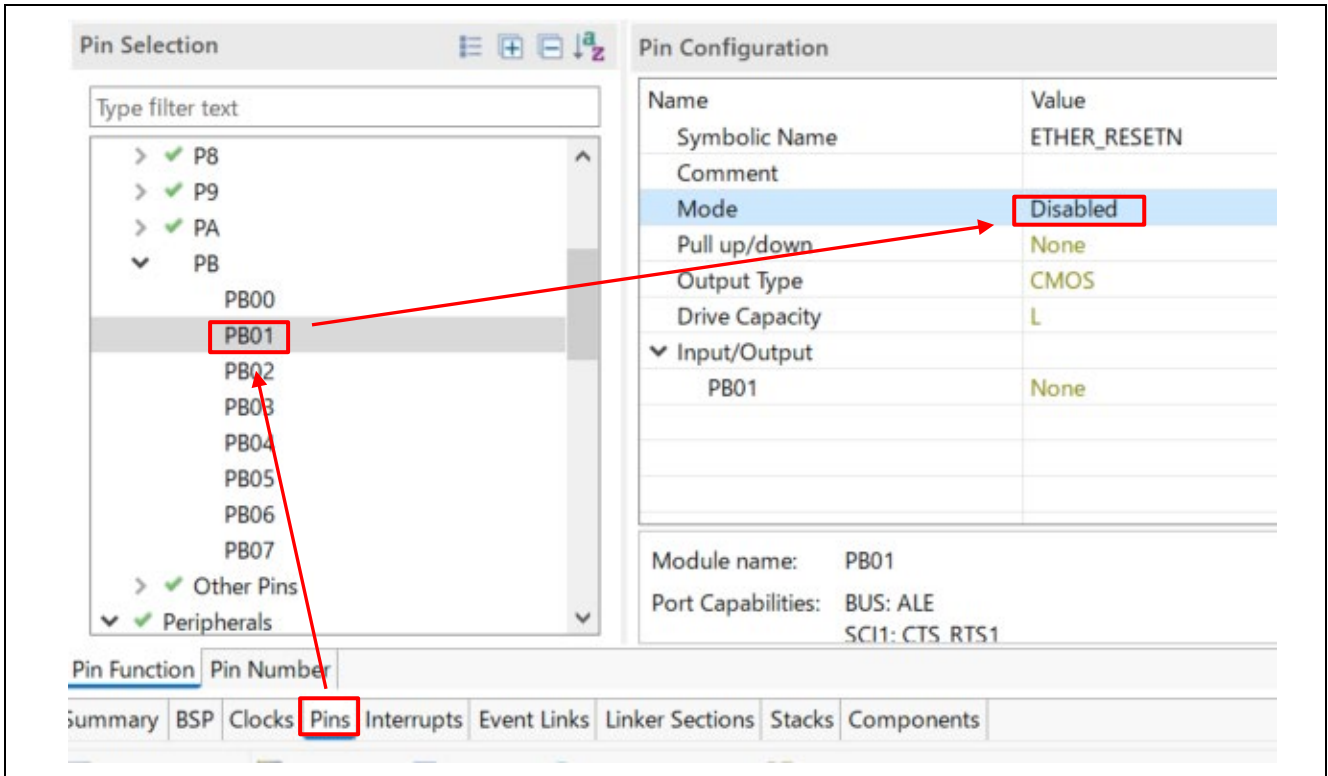 Pin Selection
Type filter text
P8
P9
PA
PB
PB00
PB01
PB02
PB03
PB04
PB05
PB06
PB07
Other Pins
Peripherals
Pin Configuration
Name Value
Symbolic Name ETHER_RESETN
Comment
Mode Disabled
Pull up/down None
Output Type CMOS
Drive Capacity L
Input/Output
PB01 None
Module name: PB01
Port Capabilities: BUS: ALE
SCI1: CTS_RTS1
Pin Function Pin Number
Summary BSP Clocks Pins Interrupts Event Links Linker Sections Stacks Components